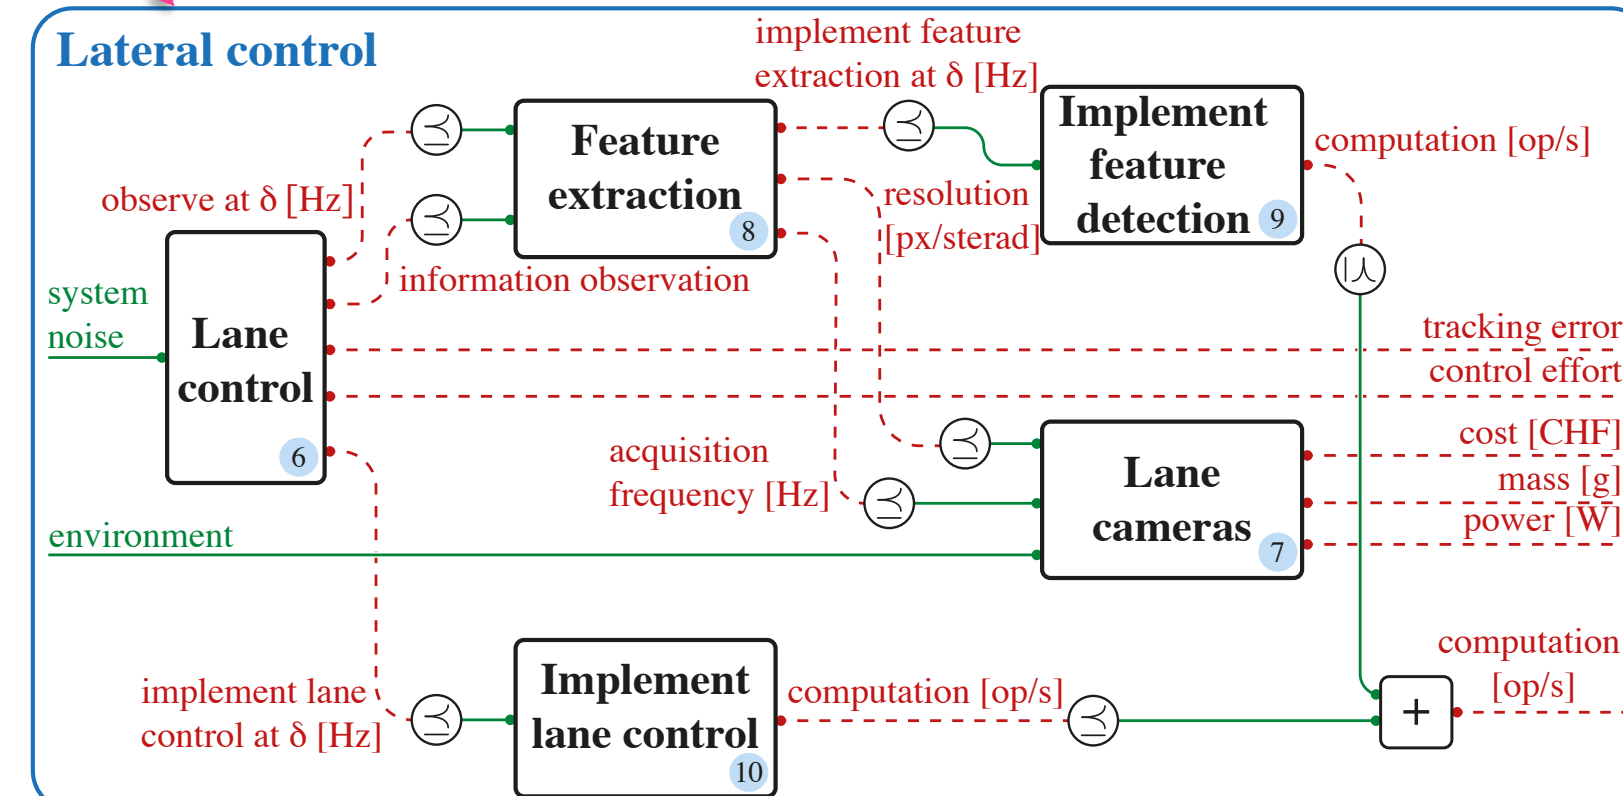 Lateral control
implement feature
extraction at δ [Hz]
Feature
extraction
8
Implement
feature
detection
9
computation [op/s]
observe at δ [Hz]
resolution
[px/sterad]
information observation
system
noise
Lane
control
6
tracking error
control effort
acquisition
frequency [Hz]
Lane
cameras
7
cost [CHF]
mass [g]
power [W]
environment
implement lane
control at δ [Hz]
Implement
lane control
10
computation [op/s]
+
computation
[op/s]